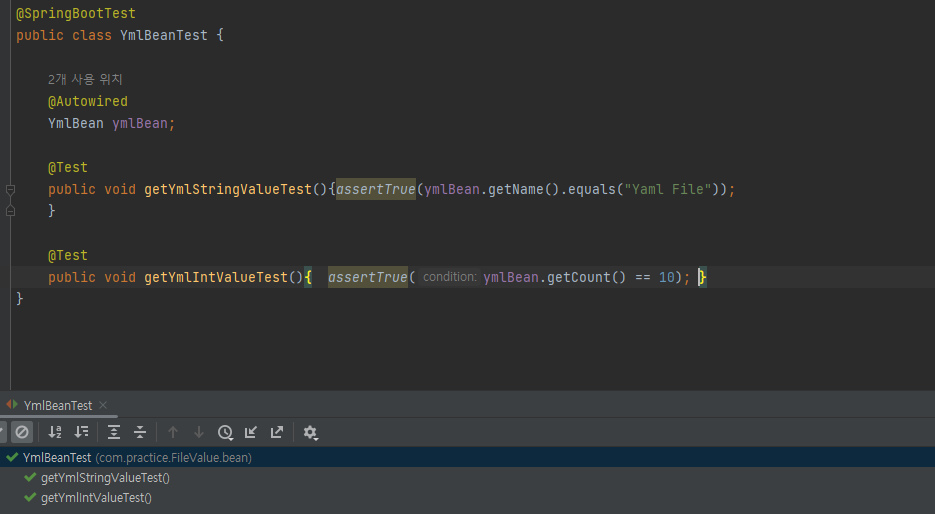 @SpringBootTest
public class YmlBeanTest {
2개 사용 위치
@Autowired
YmlBean ymlBean;
@Test
public void getYmlStringValueTest(){assertTrue(ymlBean.getName().equals("Yaml File"));
}
@Test
public void getYmlIntValueTest(){ assertTrue( condition: ymlBean.getCount() == 10); }
}
YmlBeanTest
YmlBeanTest (com.practice.FileValue.bean)
getYmlStringValueTest()
getYmlIntValueTest()